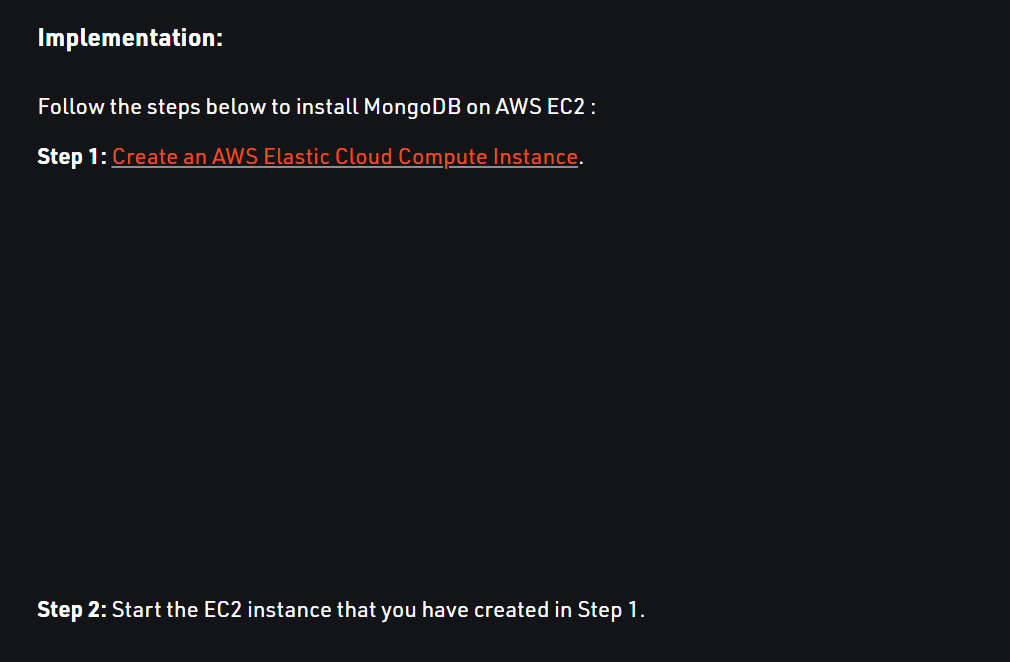 Implementation:
Follow the steps below to install MongoDB on AWS EC2 :
Step 1: Create an AWS Elastic Cloud Compute Instance.
Step 2: Start the EC2 instance that you have created in Step 1.